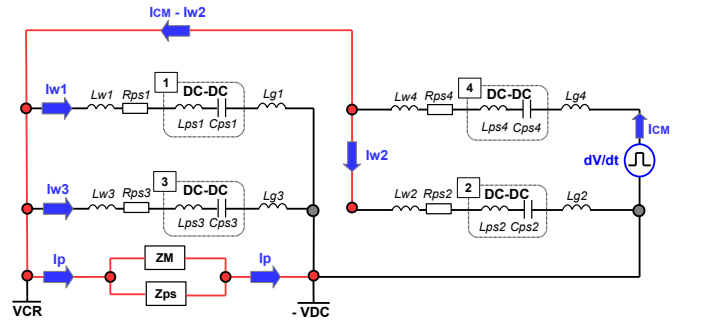 ICM - Iw2
Iw1
Lw1 Rps1
1
DC-DC
Lps1 Cps1
Lg1
Lw4 Rps4
4
DC-DC
Lps4 Cps4
Lg4
ICM
Iw2
dV/dt
Iw3
Lw3 Rps3
3
DC-DC
Lps3 Cps3
Lg3
Lw2 Rps2
2
DC-DC
Lps2 Cps2
Lg2
Ip
ZM
Zps
Ip
VCR
- VDC